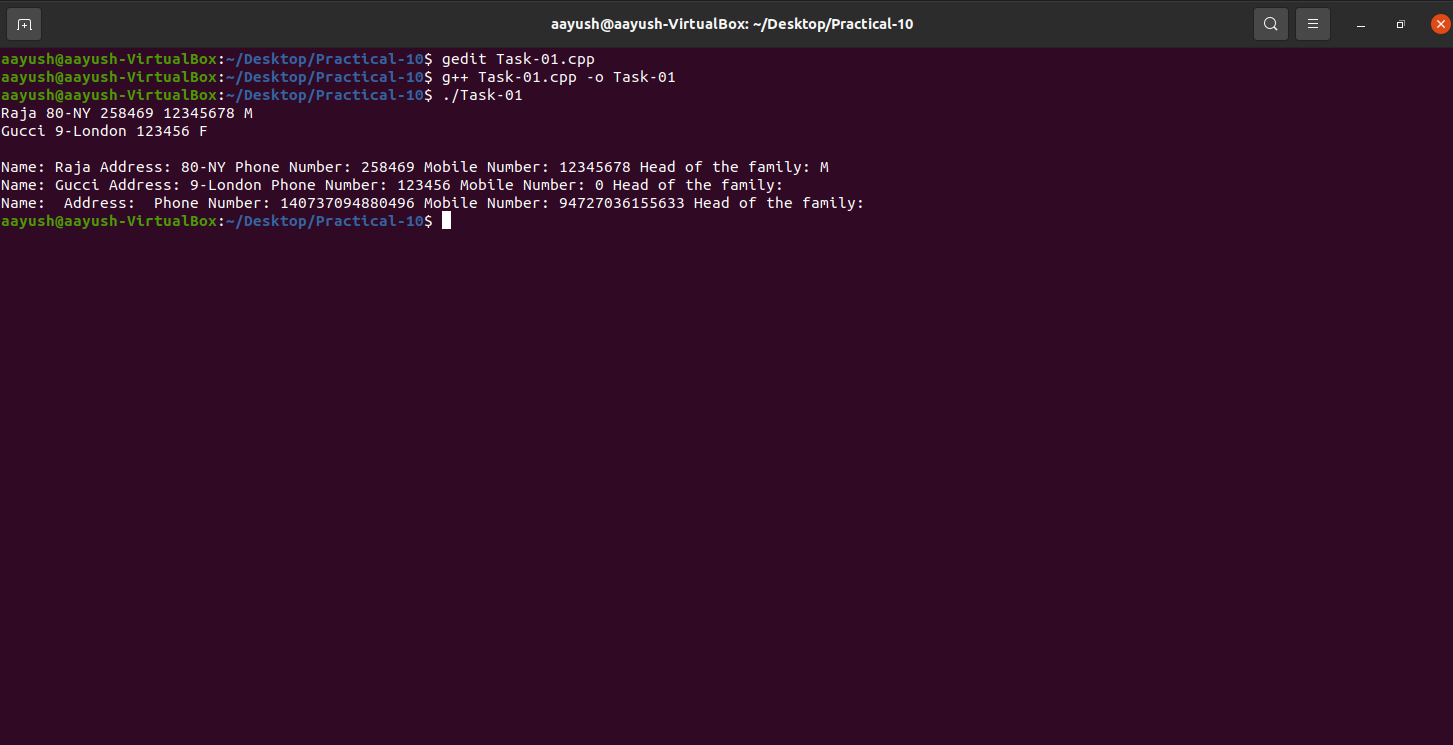 aayush@aayush-VirtualBox: ~/Desktop/Practical-10
aayush@aayush-VirtualBox:~/Desktop/Practical-10$ gedit Task-01.cpp
aayush@aayush-VirtualBox:~/Desktop/Practical-10$ g++ Task-01.cpp -o Task-01
aayush@aayush-VirtualBox:~/Desktop/Practical-10$ ./Task-01
Raja 80-NY 258469 12345678 M
Gucci 9-London 123456 F
Name: Raja Address: 80-NY Phone Number: 258469 Mobile Number: 12345678 Head of the family: M
Name: Gucci Address: 9-London Phone Number: 123456 Mobile Number: 0 Head of the family:
Name:  Address:  Phone Number: 140737094880496 Mobile Number: 94727036155633 Head of the family:
aayush@aayush-VirtualBox:~/Desktop/Practical-10$